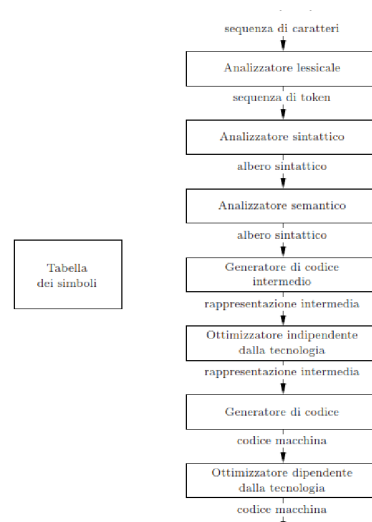 sequenza di caratteri
Analizzatore lessicale
sequenza di token
Analizzatore sintattico
albero sintattico
Analizzatore semantico
albero sintattico
Tabella
dei simboli
Generatore di codice
intermedio
rappresentazione intermedia
Ottimizzatore indipendente
dalla tecnologia
rappresentazione intermedia
Generatore di codice
codice macchina
Ottimizzatore dipendente
dalla tecnologia
codice macchina